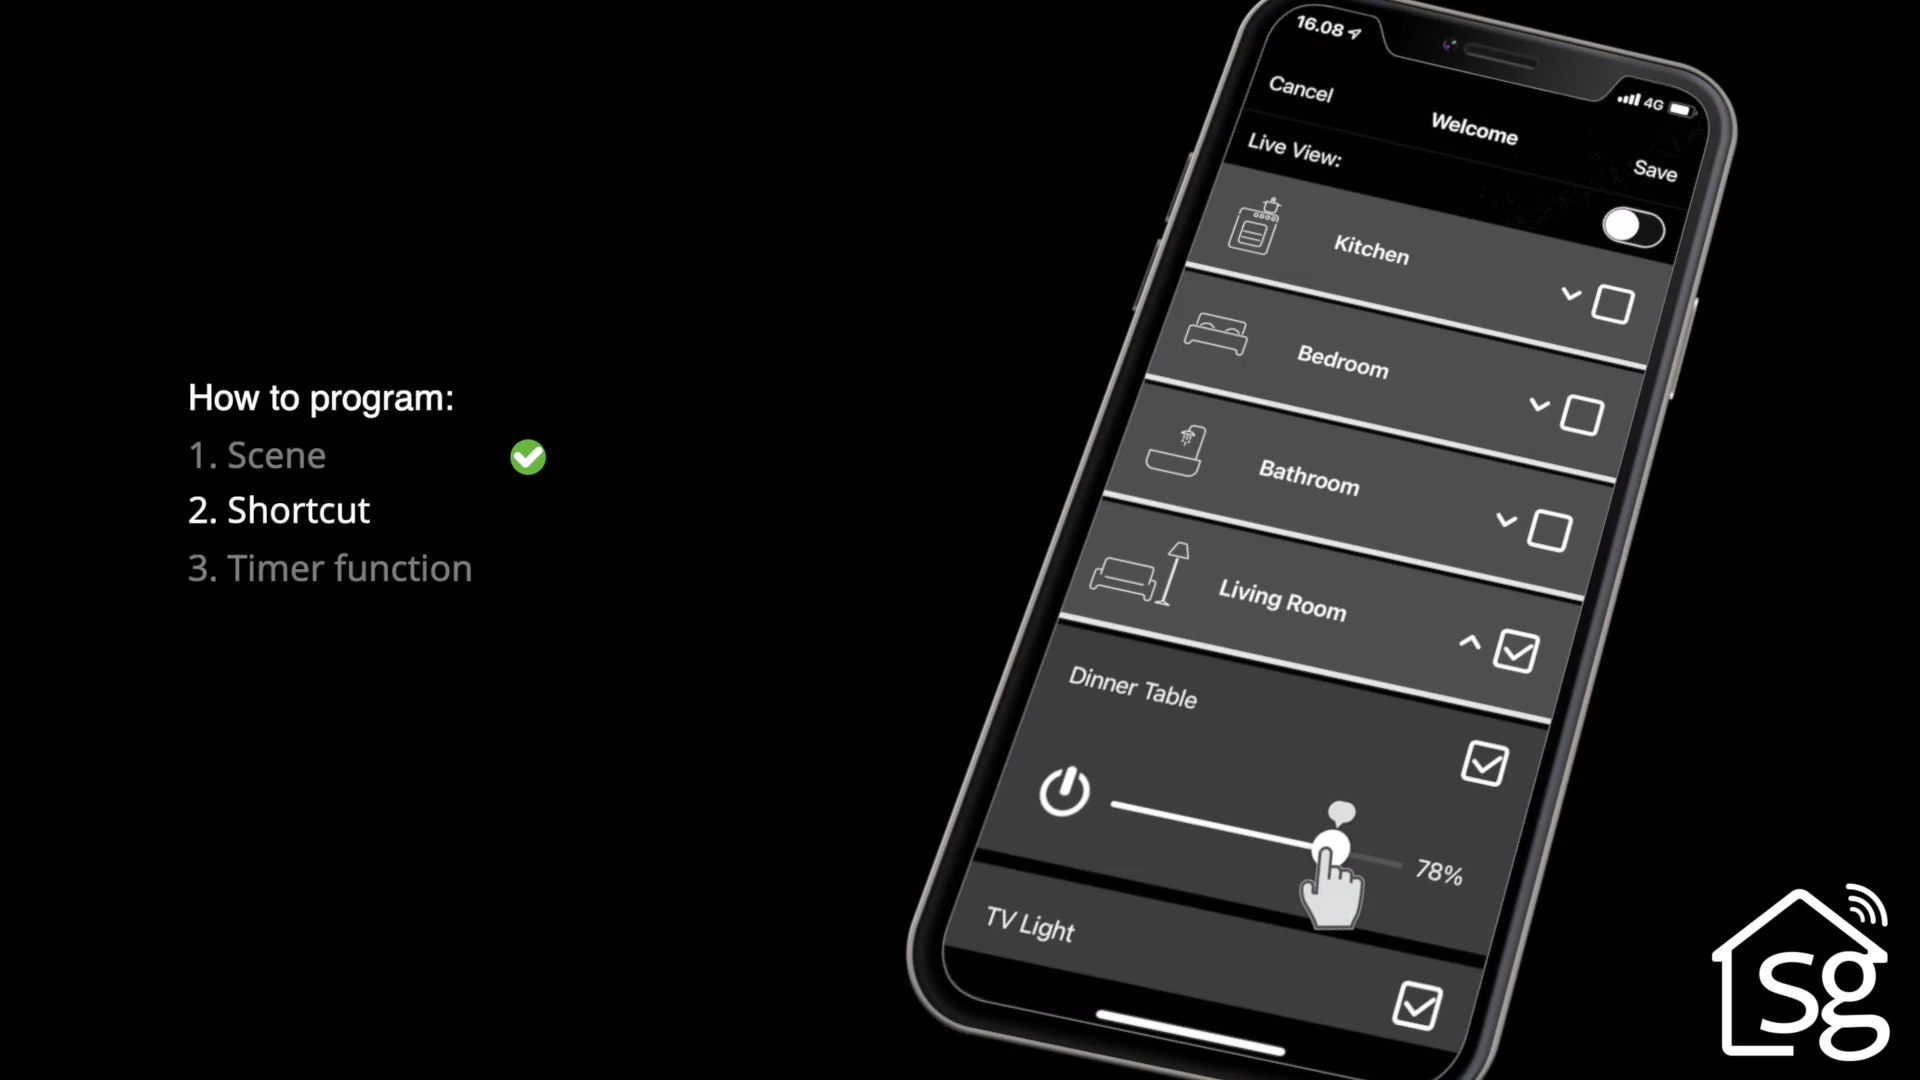 How to program:
1. Scene
2. Shortcut
3. Timer function
16.08
4G
Cancel
Welcome
Save
Live View:
Kitchen
Bedroom
Bathroom
Living Room
Dinner Table
78%
TV Light
sg